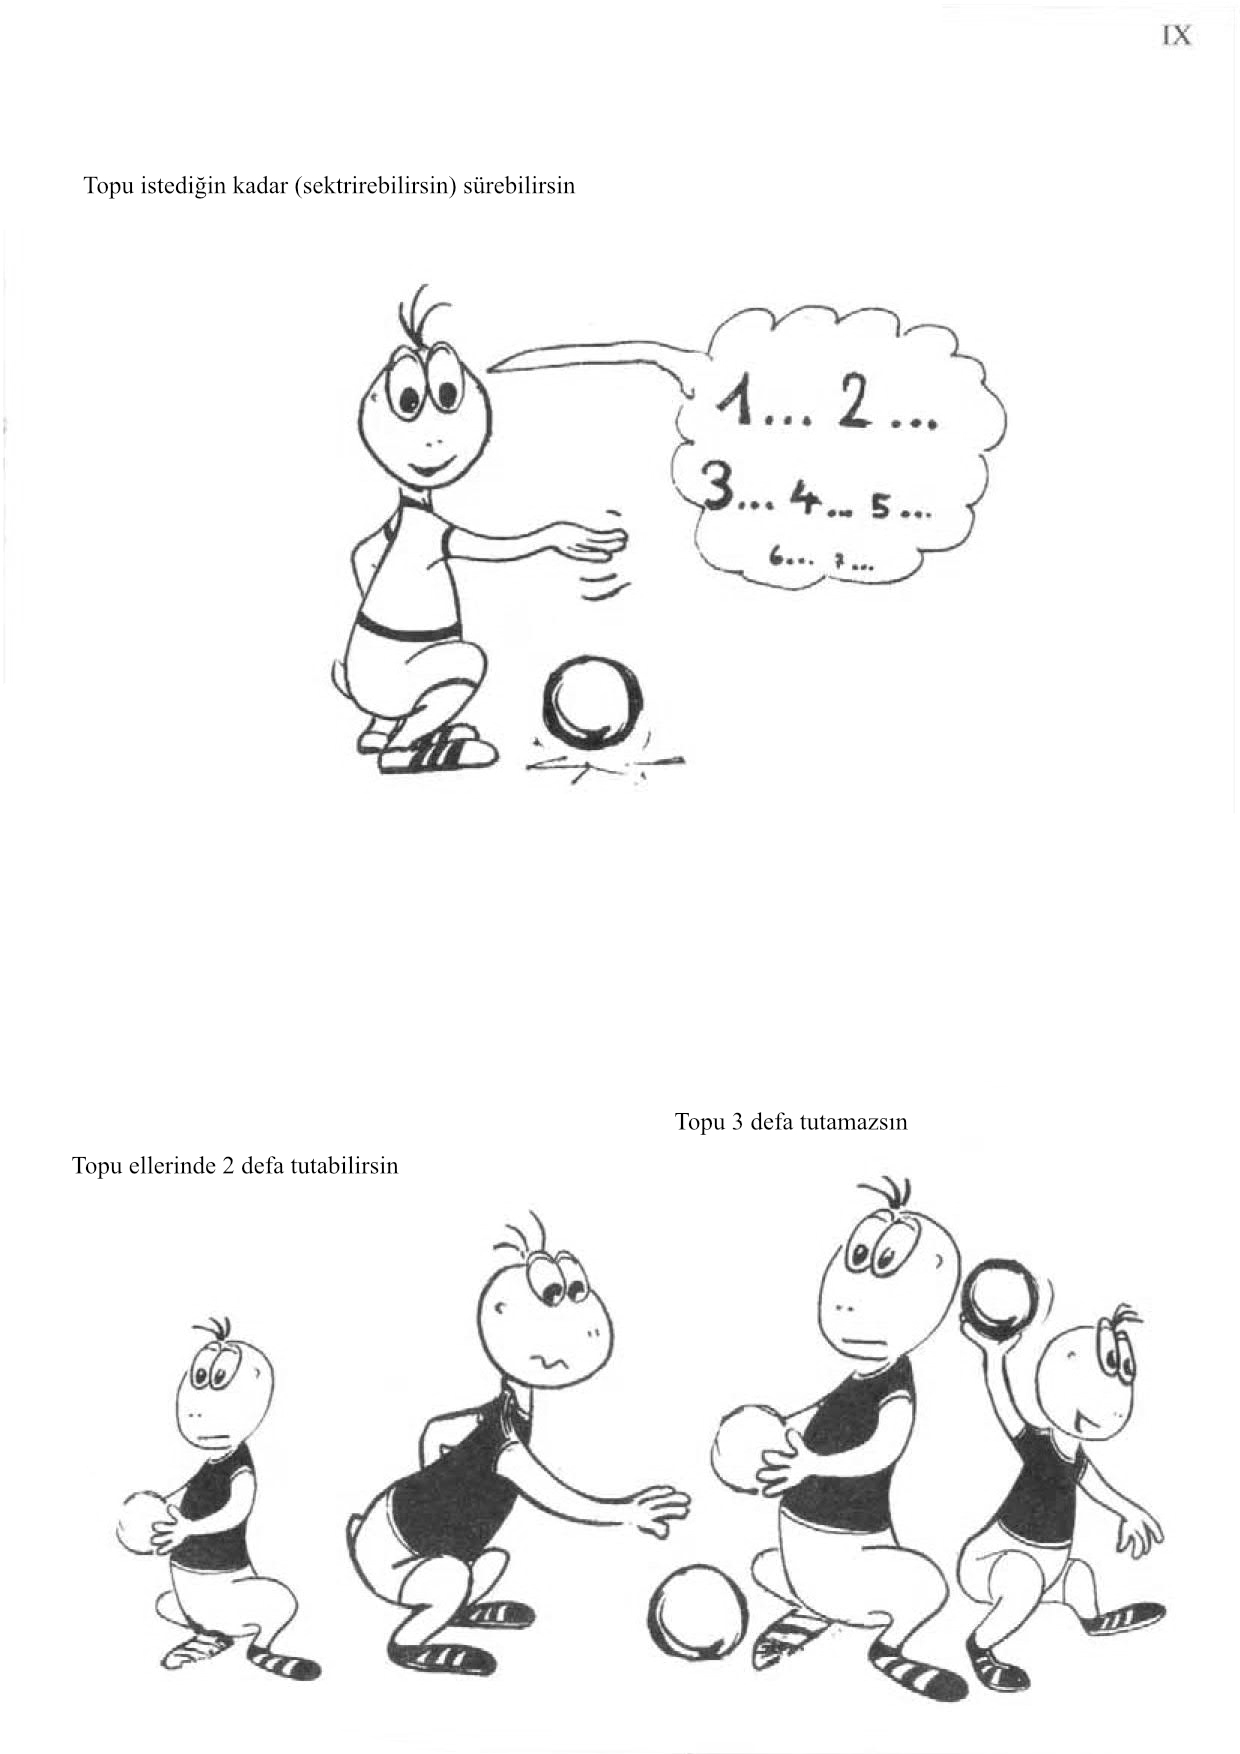 IX
Topu istediğin kadar (sektrirebilirsin) sürebilirsin
1... 2...
3... 4... 5...
6... 7...
Topu 3 defa tutamazsın
Topu ellerinde 2 defa tutabilirsin